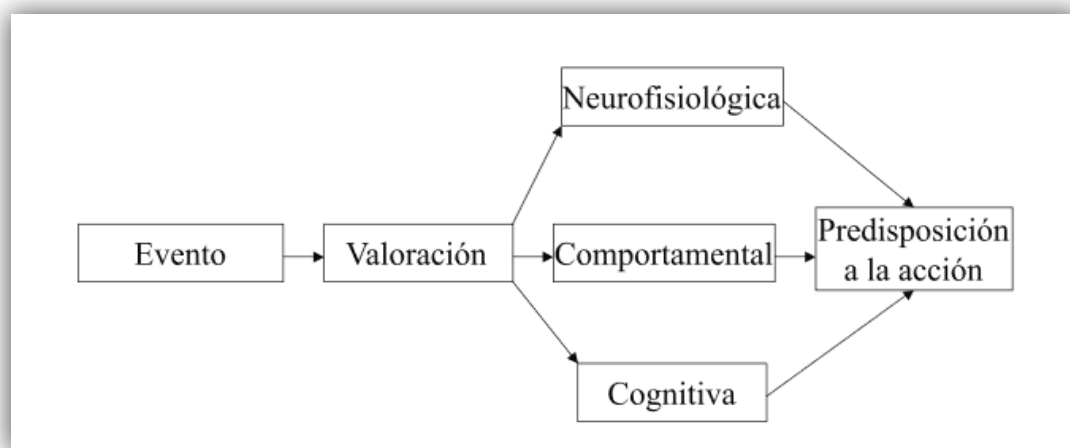 Neurofisiológica
Evento
Valoración
Comportamental
Predisposición
a la acción
Cognitiva